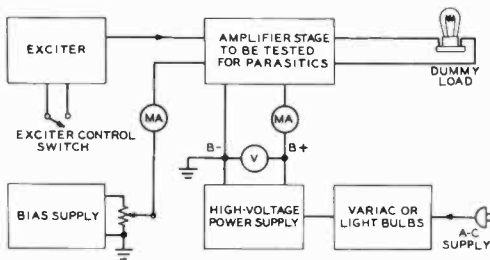 EXCITER
AMPLIFIER STAGE
TO BE TESTED
FOR PARASITICS
DUMMY
LOAD
EXCITER CONTROL
SWITCH
MA
MA
B-
V
B+
BIAS SUPPLY
HIGH-VOLTAGE
POWER SUPPLY
VARIAC OR
LIGHT BULBS
A-C
SUPPLY